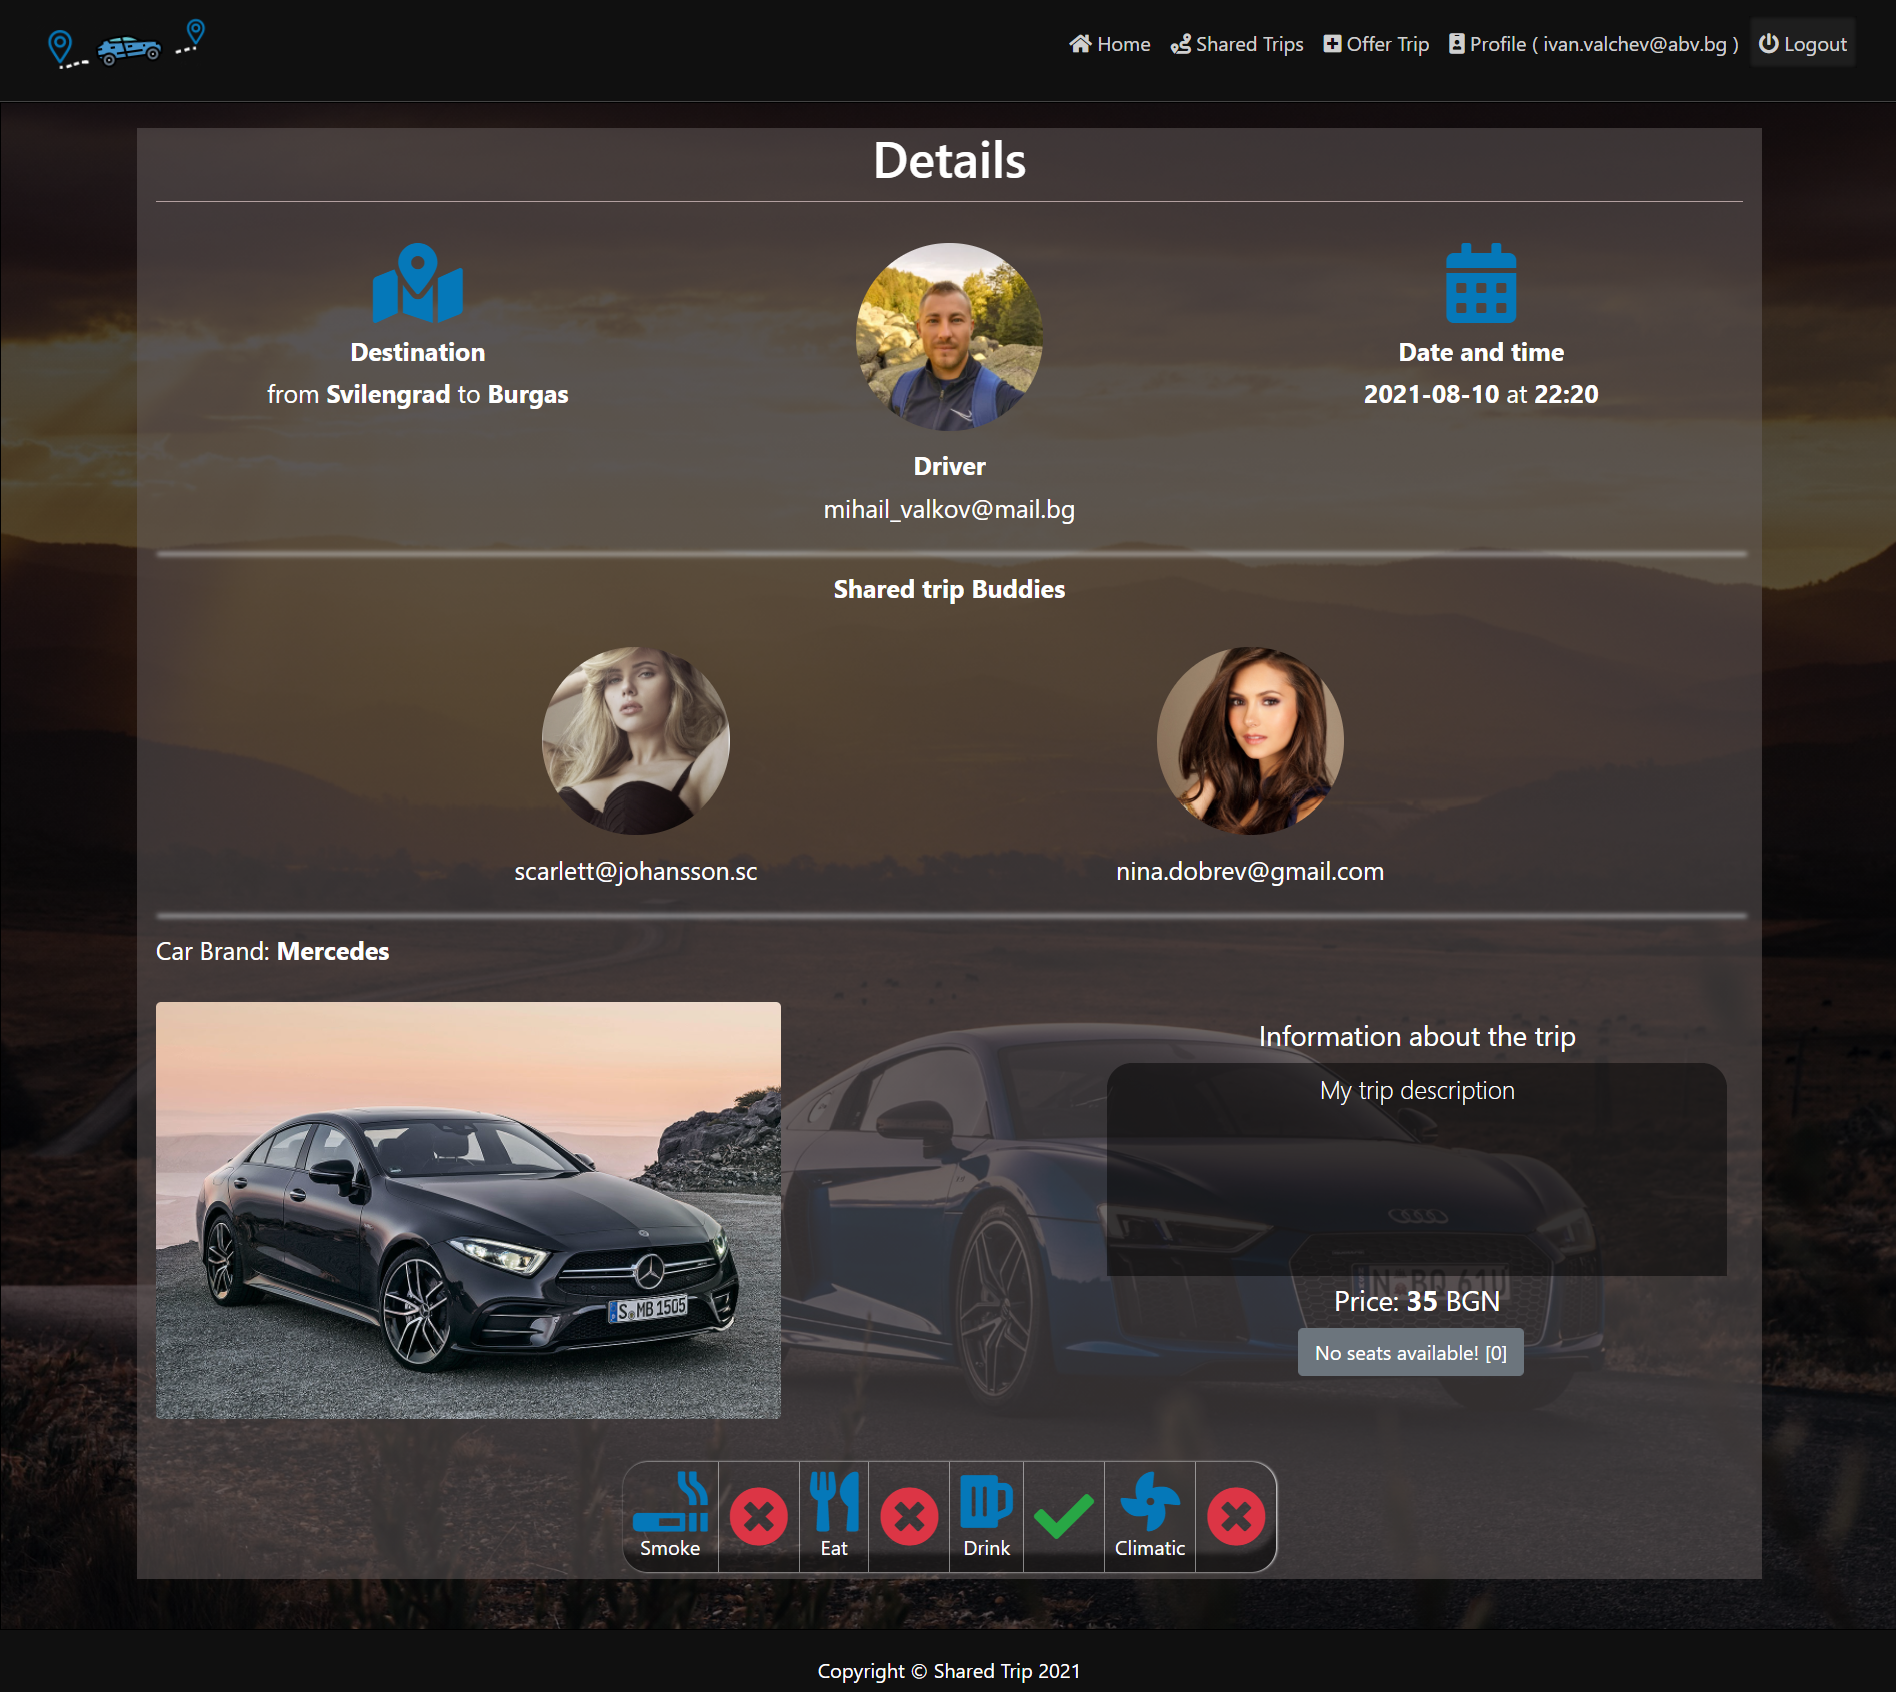 Home Shared Trips Offer Trip Profile ( ivan.valchev@abv.bg ) Logout
Details
Destination
from Svilengrad to Burgas
Driver
mihail_valkov@mail.bg
Date and time
2021-08-10 at 22:20
Shared trip Buddies
scarlett@johansson.sc
nina.dobrev@gmail.com
Car Brand: Mercedes
S MB 1505
Information about the trip
My trip description
Price: 35 BGN
No seats available! [0]
Smoke Eat Drink Climatic
Copyright © Shared Trip 2021